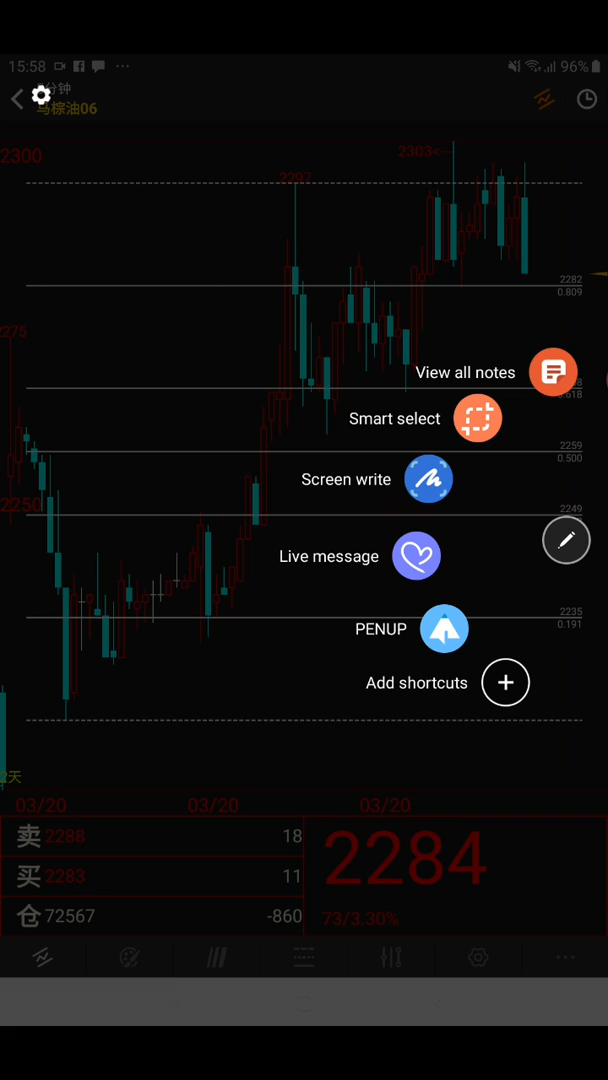 15:58
96%
分钟
马棕油06
2300
2303
2297
2282
0.809
2275
View all notes
0.618
Smart select
2259
0.500
Screen write
2250
2249
Live message
2235
0.191
PENUP
Add shortcuts
2天
03/20 03/20 03/20
卖 2288 18
买 2283 11
仓 72567 -860
2284
73/3.30%